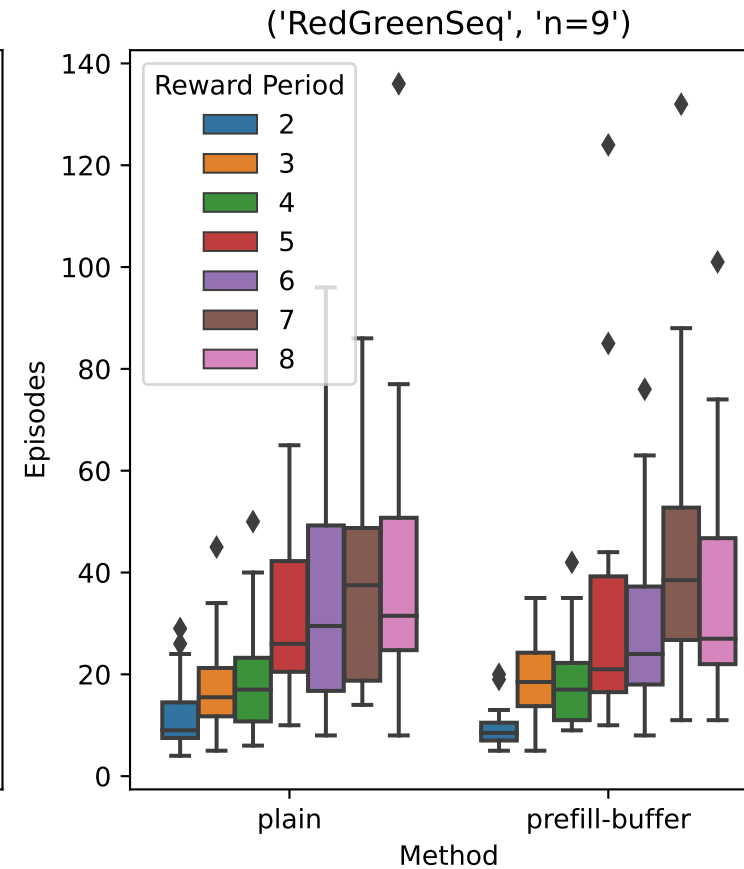 ('RedGreenSeq', 'n=9')
Reward Period
2
3
4
5
6
7
8
140
120
100
80
60
40
20
0
Episodes
plain
prefill-buffer
Method